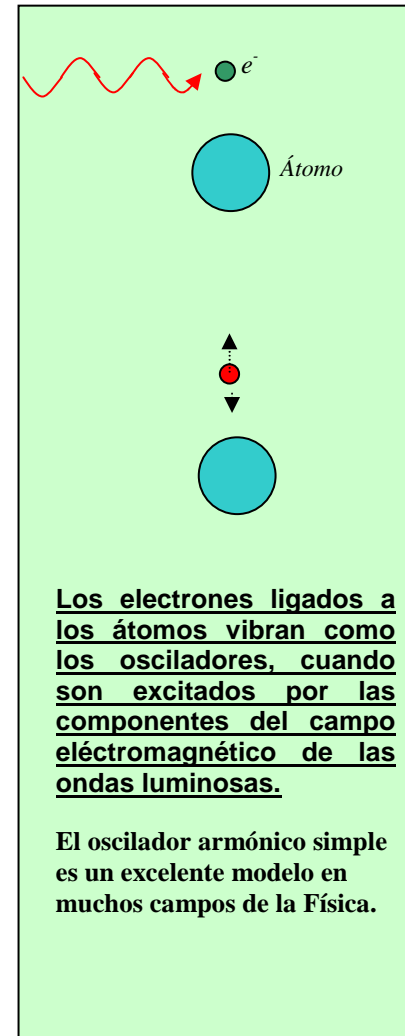 e-
Átomo
Los electrones ligados a
los átomos vibran como
los osciladores, cuando
son excitados por las
componentes del campo
eléctromagnético de las
ondas luminosas.
El oscilador armónico simple
es un excelente modelo en
muchos campos de la Física.